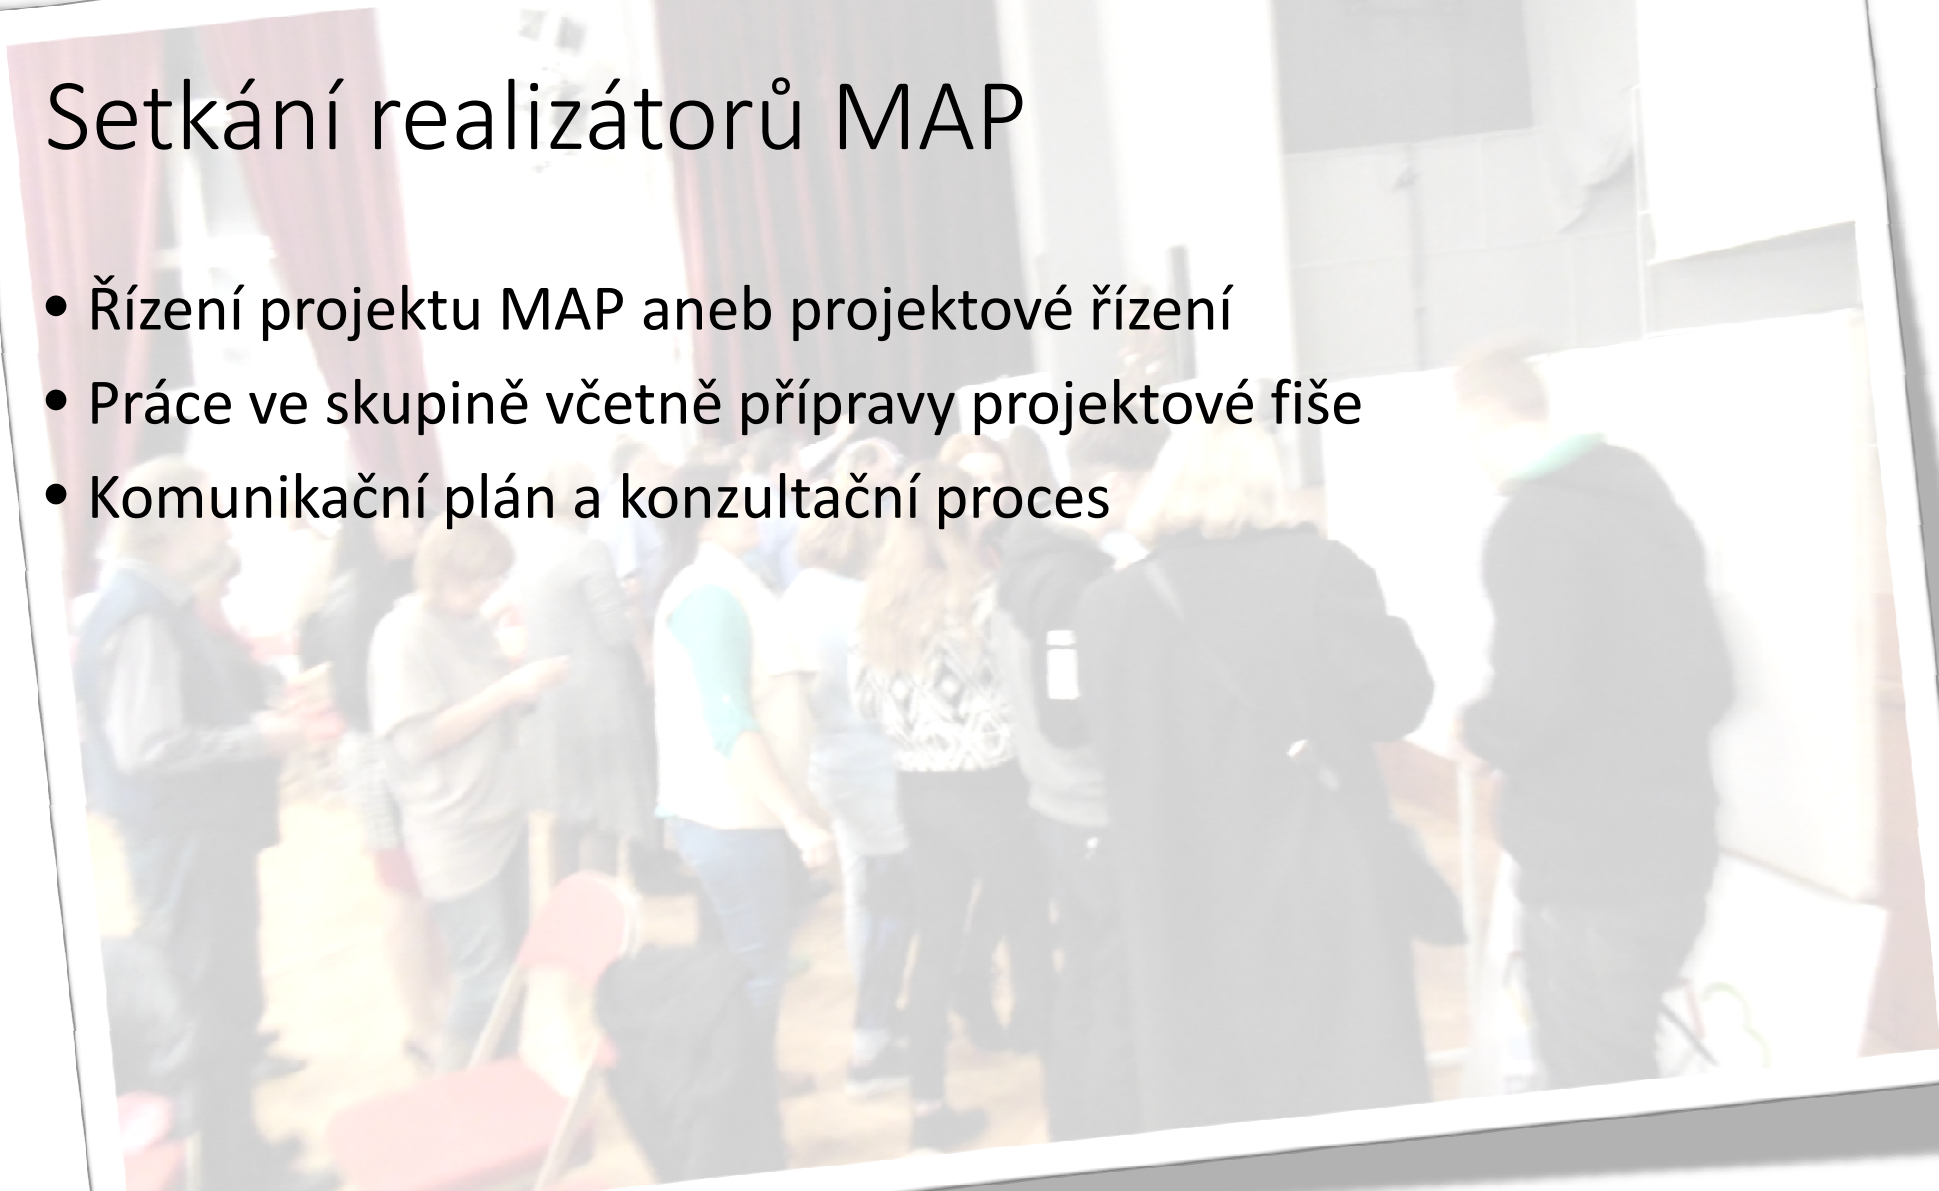 Setkání realizátorů MAP
• Řízení projektu MAP aneb projektové řízení
• Práce ve skupině včetně přípravy projektové fiše
• Komunikační plán a konzultační proces